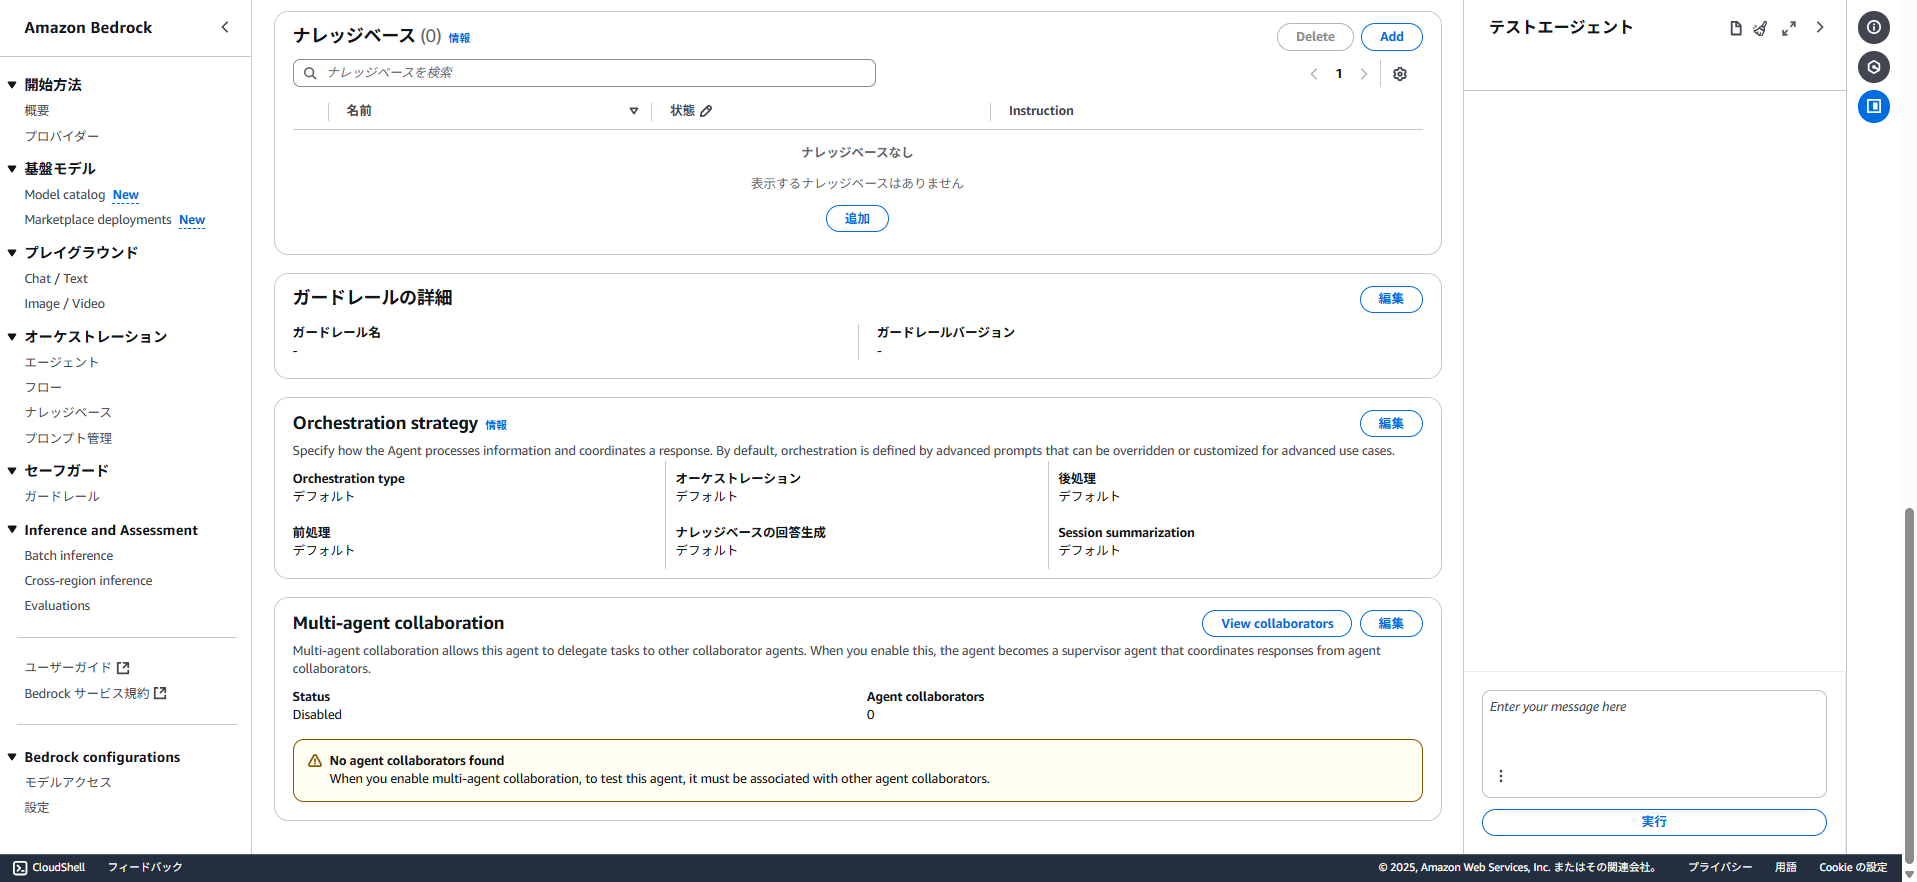 Amazon Bedrock
開始方法
概要
プロバイダー
基盤モデル
Model catalog New
Marketplace deployments New
プレイグラウンド
Chat / Text
Image / Video
オーケストレーション
エージェント
フロー
ナレッジベース
プロンプト管理
セーフガード
ガードレール
Inference and Assessment
Batch inference
Cross-region inference
Evaluations
ユーザーガイド
Bedrock サービス規約
Bedrock configurations
モデルアクセス
設定
ナレッジベース (0) 情報
Delete Add
ナレッジベースを検索
1
名前 状態 Instruction
ナレッジベースなし
表示するナレッジベースはありません
追加
ガードレールの詳細 編集
ガードレール名 ガードレールバージョン
- -
Orchestration strategy 情報 編集
Specify how the Agent processes information and coordinates a response. By default, orchestration is defined by advanced prompts that can be overridden or customized for advanced use cases.
Orchestration type オーケストレーション 後処理
デフォルト デフォルト デフォルト
前処理 ナレッジベースの回答生成 Session summarization
デフォルト デフォルト デフォルト
Multi-agent collaboration View collaborators 編集
Multi-agent collaboration allows this agent to delegate tasks to other collaborator agents. When you enable this, the agent becomes a supervisor agent that coordinates responses from agent
collaborators.
Status Agent collaborators
Disabled 0
No agent collaborators found
When you enable multi-agent collaboration, to test this agent, it must be associated with other agent collaborators.
テストエージェント
Enter your message here
実行
CloudShell フィードバック © 2025, Amazon Web Services, Inc. またはその関連会社。 プライバシー 用語 Cookie の設定